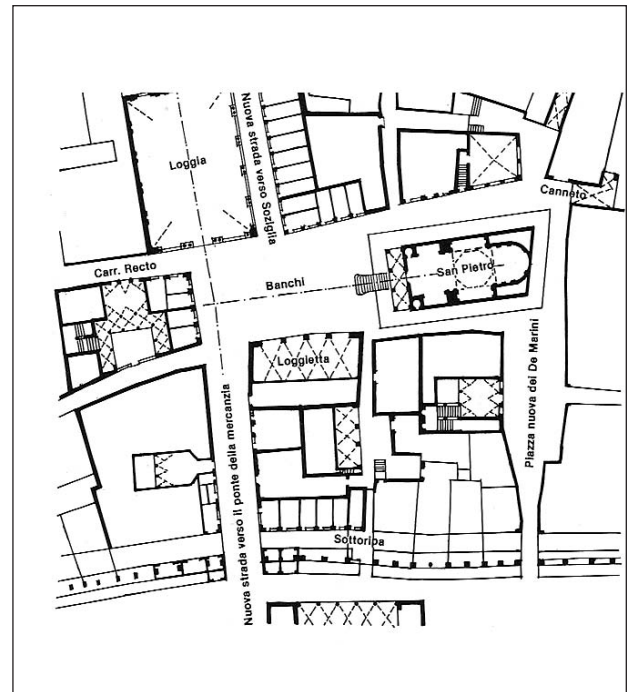 Loggia
Nuova strada verso Soziglia
Canneto
Carr. Recto
Banchi
San Pietro
Loggietta
Nuova strada verso il ponte della mercanzia
Piazza nuova dei De Marini
Sottoripa